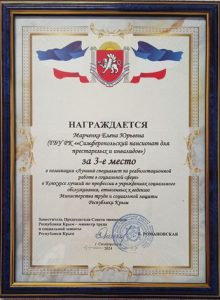 НАГРАЖДАЕТСЯ
Марченко Елена Юрьевна
(ГБУ РК «Симферопольский пансионат для
престарелых и инвалидов»)
за 3-е место
в номинации «Лучший специалист по реабилитационной
работе в социальной сфере»
в Конкурсе лучший по профессии в учреждениях социального
обслуживания, отнесенных к ведению
Министерства труда и социальной защиты
Республики Крым
Заместитель Председателя Совета министров
Республики Крым – министр труда
и социальной защиты
Республики Крым
РОМАНОВСКАЯ
г. Симферополь
2024